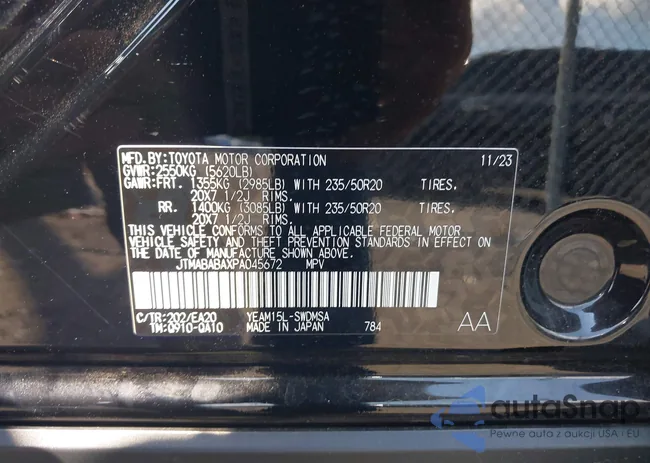 MFD.BY:TOYOTA MOTOR CORPORATION 11/23
GVWR:2550KG (5620LB)
GAWR:FRT. 1355KG (2985LB) WITH 235/50R20 TIRES.
20X7 1/2J RIMS.
RR. 1400KG (3085LB) WITH 235/50R20 TIRES.
20X7 1/2J RIMS.
THIS VEHICLE CONFORMS TO ALL APPLICABLE FEDERAL MOTOR
VEHICLE SAFETY AND THEFT PREVENTION STANDARDS IN EFFECT ON
THE DATE OF MANUFACTURE SHOWN ABOVE.
JTMABABAXPA045672 MPV
C/TR:202/EA20 YEAM15L-SWDMSA
TM:0910-0A10 MADE IN JAPAN 784 AA
autaSnap
Pewne auto z aukcji USA i EU